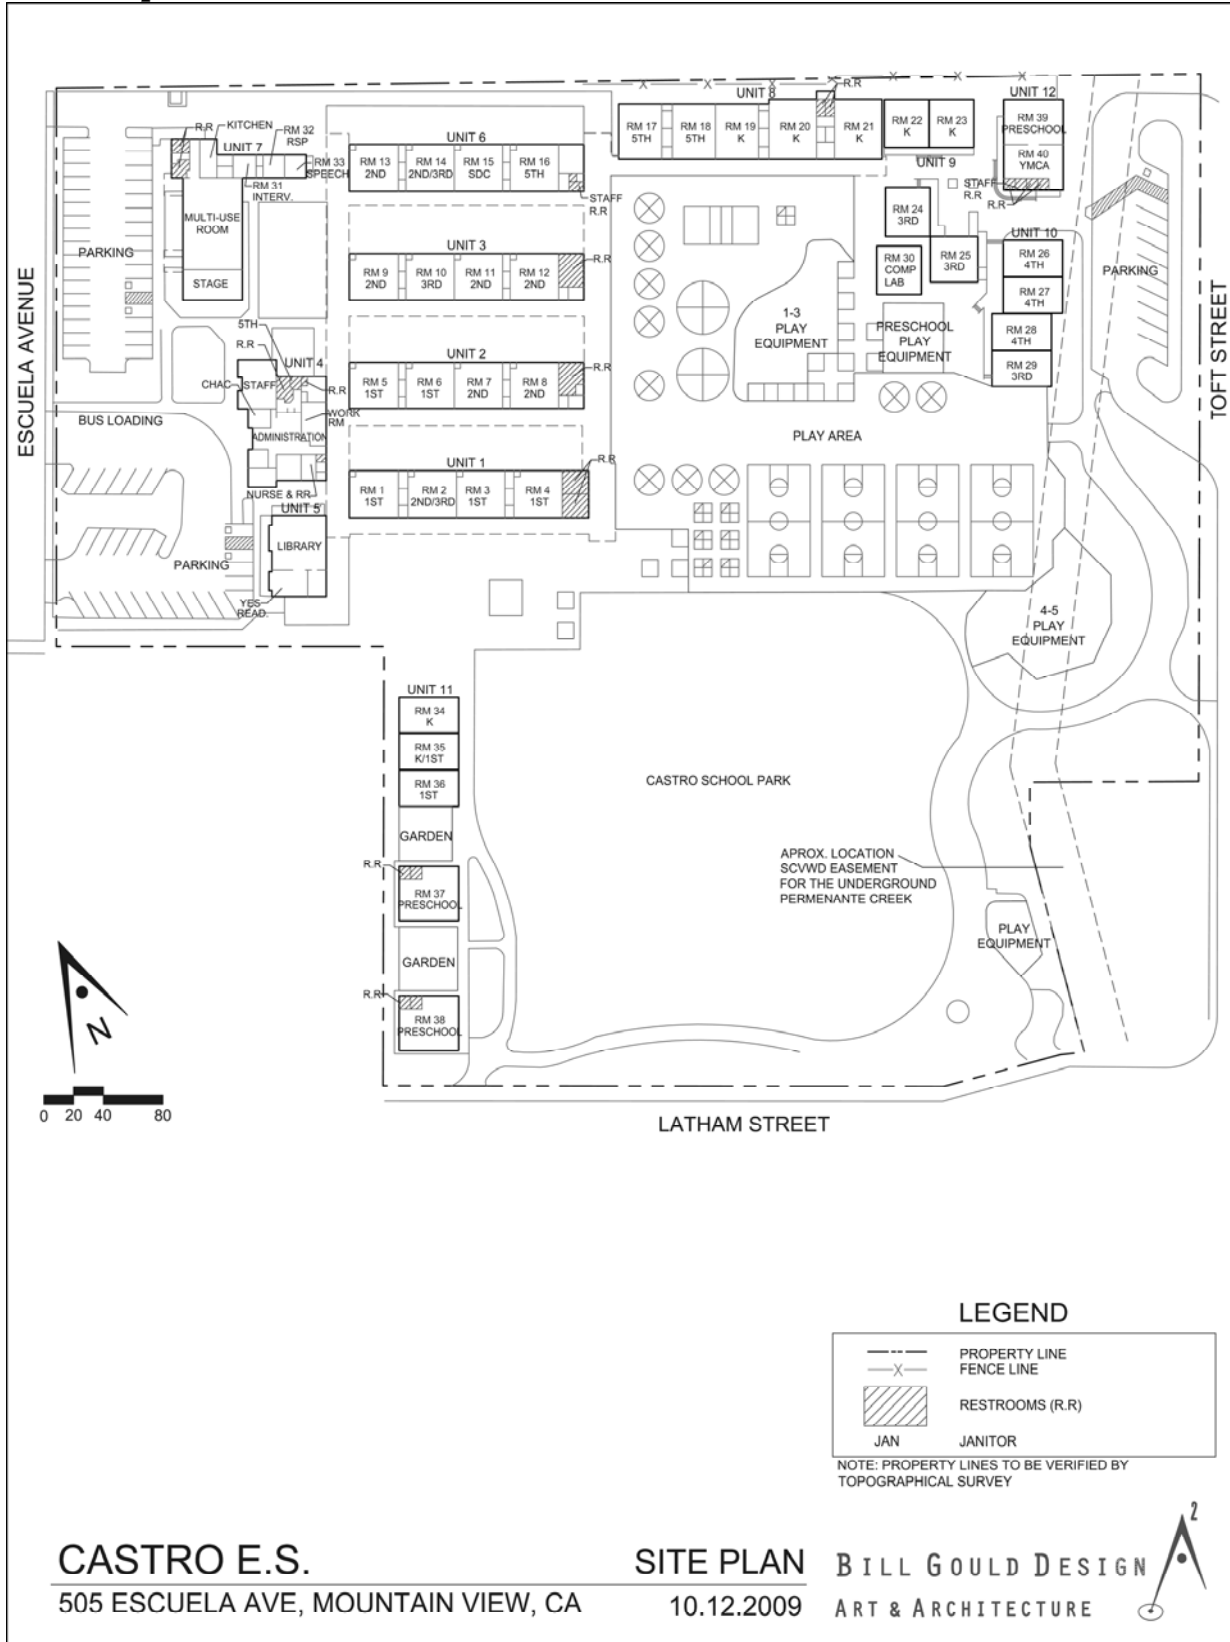 UNIT 8
R.R
UNIT 12
R.R
KITCHEN
RM 32
RSP
UNIT 7
RM 33
SPEECH
RM 31
INTERV.
MULTI-USE
ROOM
STAGE
PARKING
ESCUELA AVENUE
UNIT 6
RM 13
2ND
RM 14
2ND/3RD
RM 15
SDC
RM 16
5TH
STAFF
R.R
RM 17
5TH
RM 18
5TH
RM 19
K
RM 20
K
RM 21
K
RM 22
K
RM 23
K
UNIT 9
RM 39
PRESCHOOL
RM 40
YMCA
STAFF
R.R
R.R
RM 24
3RD
RM 25
3RD
RM 30
COMP
LAB
UNIT 10
RM 26
4TH
RM 27
4TH
RM 28
4TH
RM 29
3RD
PARKING
TOFT STREET
UNIT 3
RM 9
2ND
RM 10
3RD
RM 11
2ND
RM 12
2ND
R.R
1-3
PLAY
EQUIPMENT
PRESCHOOL
PLAY
EQUIPMENT
5TH
R.R
UNIT 4
CHAC
STAFF
R.R
WORK
RM
ADMINISTRATION
NURSE & RR
BUS LOADING
UNIT 2
RM 5
1ST
RM 6
1ST
RM 7
2ND
RM 8
2ND
R.R
PLAY AREA
UNIT 1
RM 1
1ST
RM 2
2ND/3RD
RM 3
1ST
RM 4
1ST
R.R
UNIT 5
LIBRARY
PARKING
YES
READ.
4-5
PLAY
EQUIPMENT
UNIT 11
RM 34
K
RM 35
K/1ST
RM 36
1ST
GARDEN
R.R
RM 37
PRESCHOOL
GARDEN
R.R
RM 38
PRESCHOOL
CASTRO SCHOOL PARK
APROX. LOCATION
SCVWD EASEMENT
FOR THE UNDERGROUND
PERMENANTE CREEK
PLAY
EQUIPMENT
N
0 20 40 80
LATHAM STREET
LEGEND
PROPERTY LINE
X FENCE LINE
RESTROOMS (R.R)
JAN JANITOR
NOTE: PROPERTY LINES TO BE VERIFIED BY
TOPOGRAPHICAL SURVEY
CASTRO E.S.
505 ESCUELA AVE, MOUNTAIN VIEW, CA
SITE PLAN
10.12.2009
BILL GOULD DESIGN
ART & ARCHITECTURE
2